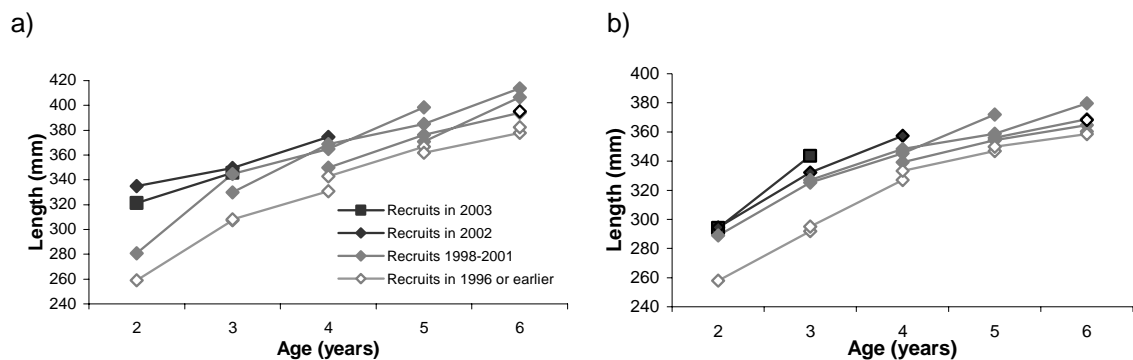 a)
Length (mm)
420
400
380
360
340
320
300
280
260
240
2 3 4 5 6
Age (years)
Recruits in 2003
Recruits in 2002
Recruits 1998-2001
Recruits in 1996 or earlier
b)
Length (mm)
400
380
360
340
320
300
280
260
240
2 3 4 5 6
Age (years)